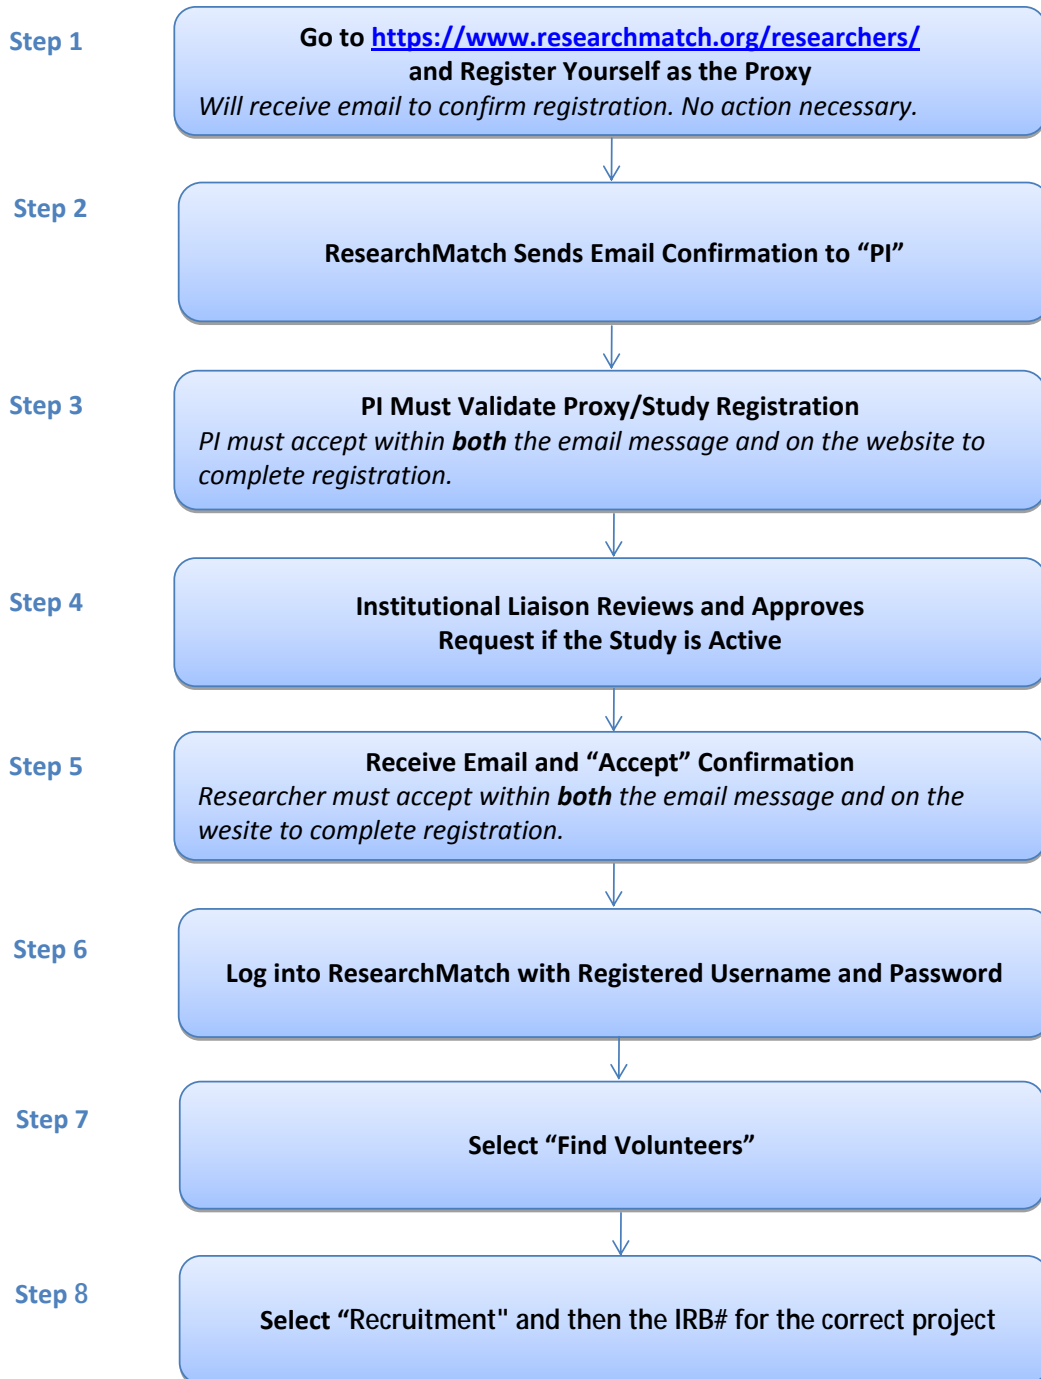 Step 1
Go to https://www.researchmatch.org/researchers/
and Register Yourself as the Proxy
Will receive email to confirm registration. No action necessary.
Step 2
ResearchMatch Sends Email Confirmation to “PI”
Step 3
PI Must Validate Proxy/Study Registration
PI must accept within both the email message and on the website to
complete registration.
Step 4
Institutional Liaison Reviews and Approves
Request if the Study is Active
Step 5
Receive Email and “Accept” Confirmation
Researcher must accept within both the email message and on the
wesite to complete registration.
Step 6
Log into ResearchMatch with Registered Username and Password
Step 7
Select “Find Volunteers”
Step 8
Select “Recruitment" and then the IRB# for the correct project